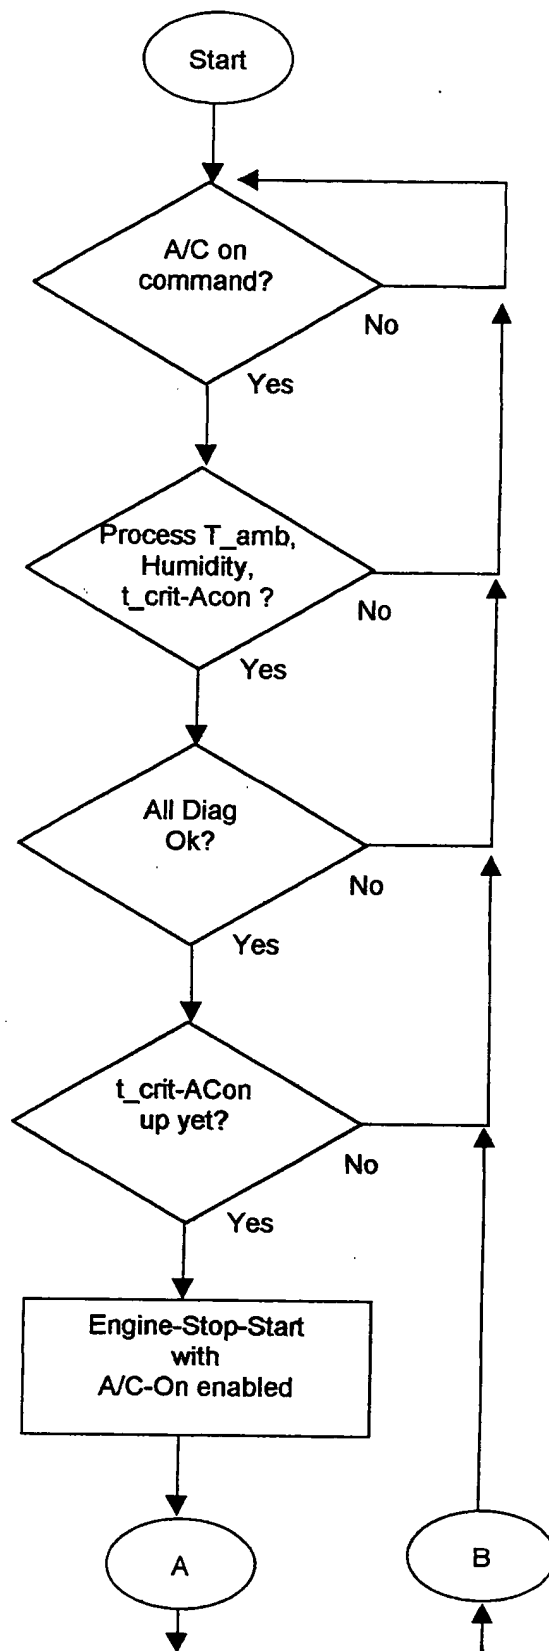 Start
A/C on
command?
No
Yes
Process T_amb,
Humidity,
t_crit-Acon ?
No
Yes
All Diag
Ok?
No
Yes
t_crit-ACon
up yet?
No
Yes
Engine-Stop-Start
with
A/C-On enabled
A
B